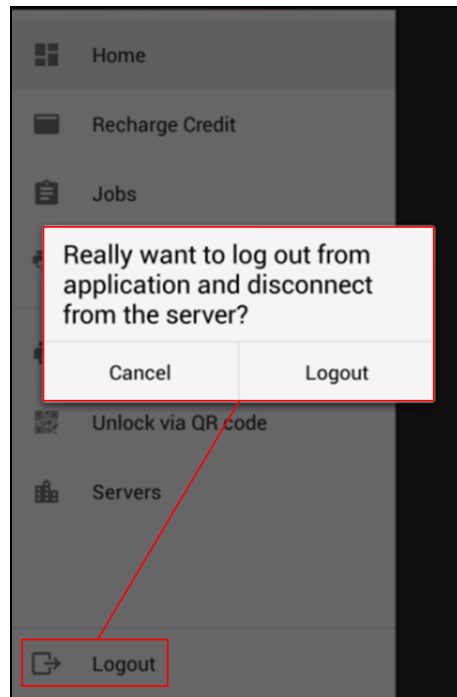 Home
Recharge Credit
Jobs
Really want to log out from
application and disconnect
from the server?
Cancel
Logout
Unlock via QR code
Servers
Logout